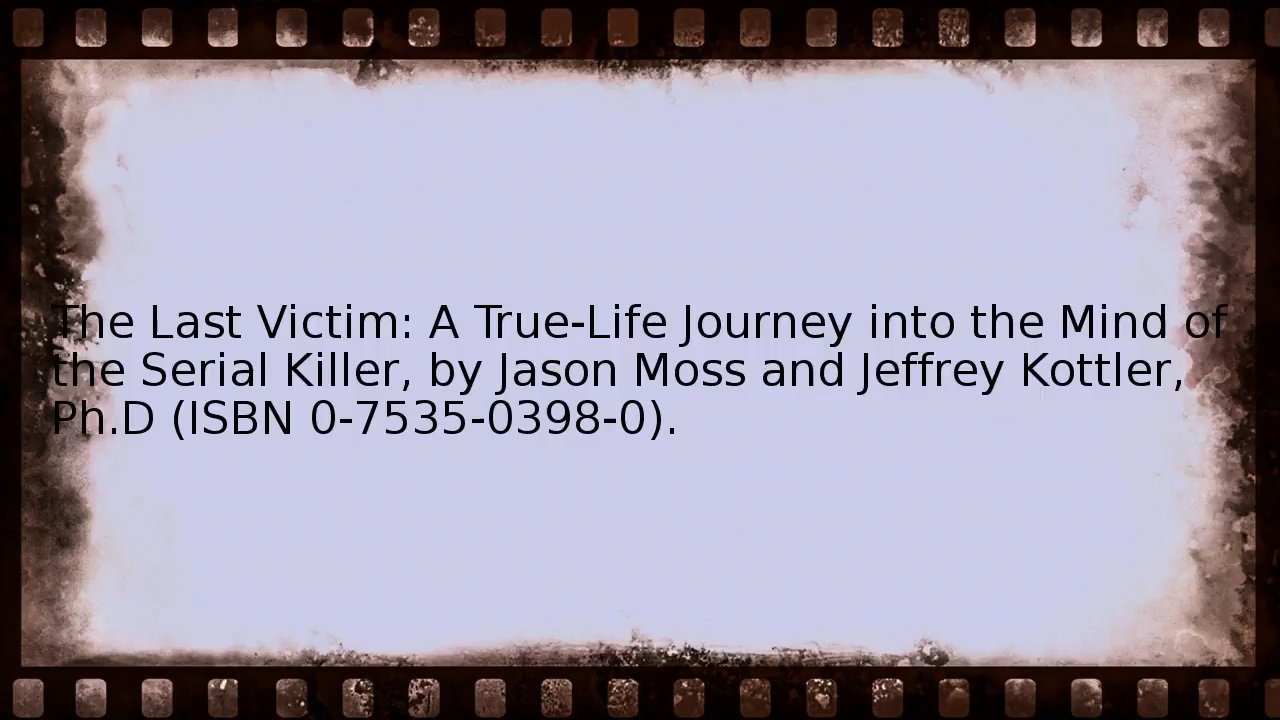 The Last Victim: A True-Life Journey into the Mind of
the Serial Killer, by Jason Moss and Jeffrey Kottler,
Ph.D (ISBN 0-7535-0398-0).